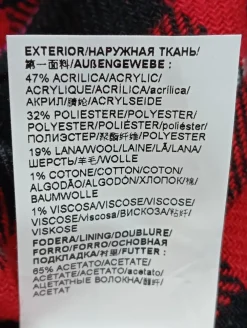 EXTERIOR/НАРУЖНАЯ ТКАНЬ/
第一面料/AUßENGEWEBE :
47% ACRILICA/ACRYLIC/
ACRYLIQUE/ACRÍLICA/acrílica/
АКРИЛ/腈纶/ACRYLSEIDE
32% POLIESTERE/POLYESTER/
POLYESTER/POLIÉSTER/poliéster/
ПОЛИЭСТЕР/聚酯纤维/POLYESTER
19% LANA/WOOL/LAINE/LÃ/LANA/
ШЕРСТЬ/羊毛/WOLLE
1% COTONE/COTTON/COTON/
ALGODÃO/ALGODÓN/ХЛОПОК/棉/
BAUMWOLLE
1% VISCOSA/VISCOSE/VISCOSE/
VISCOSE/viscosa/ВИСКОЗА/粘纤/
VISKOSE
FODERA/LINING/DOUBLURE/
FORRO/FORRO/ОСНОВНАЯ
ПОДКЛАДКА/里料/FUTTER :
65% ACETATO/ACETATE/
ACETATE/ACETATO/acetato/
АЦЕТАТНЫЕ ВОЛОКНА/醋纤/
ACETAT